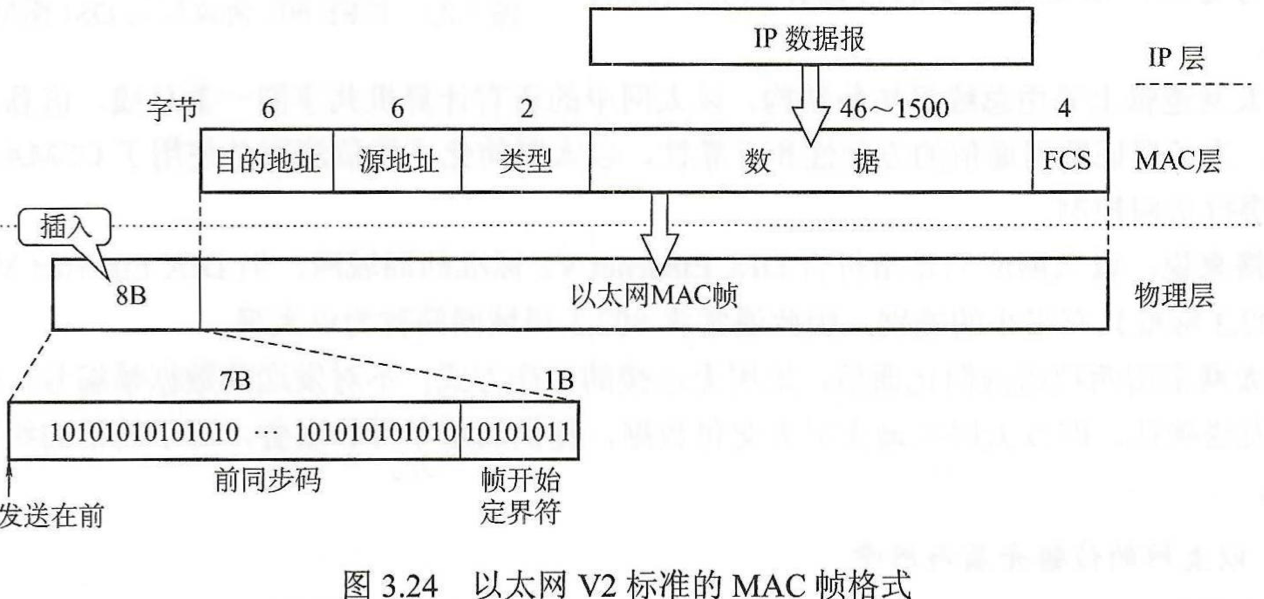 IP 数据报
IP 层
字节 6 6 2 46～1500 4
目的地址 源地址 类型 数 据 FCS MAC层
插入
8B 以太网MAC帧 物理层
7B 1B
10101010101010 … 101010101010 10101011
前同步码 帧开始
定界符
发送在前
图 3.24 以太网 V2 标准的 MAC 帧格式